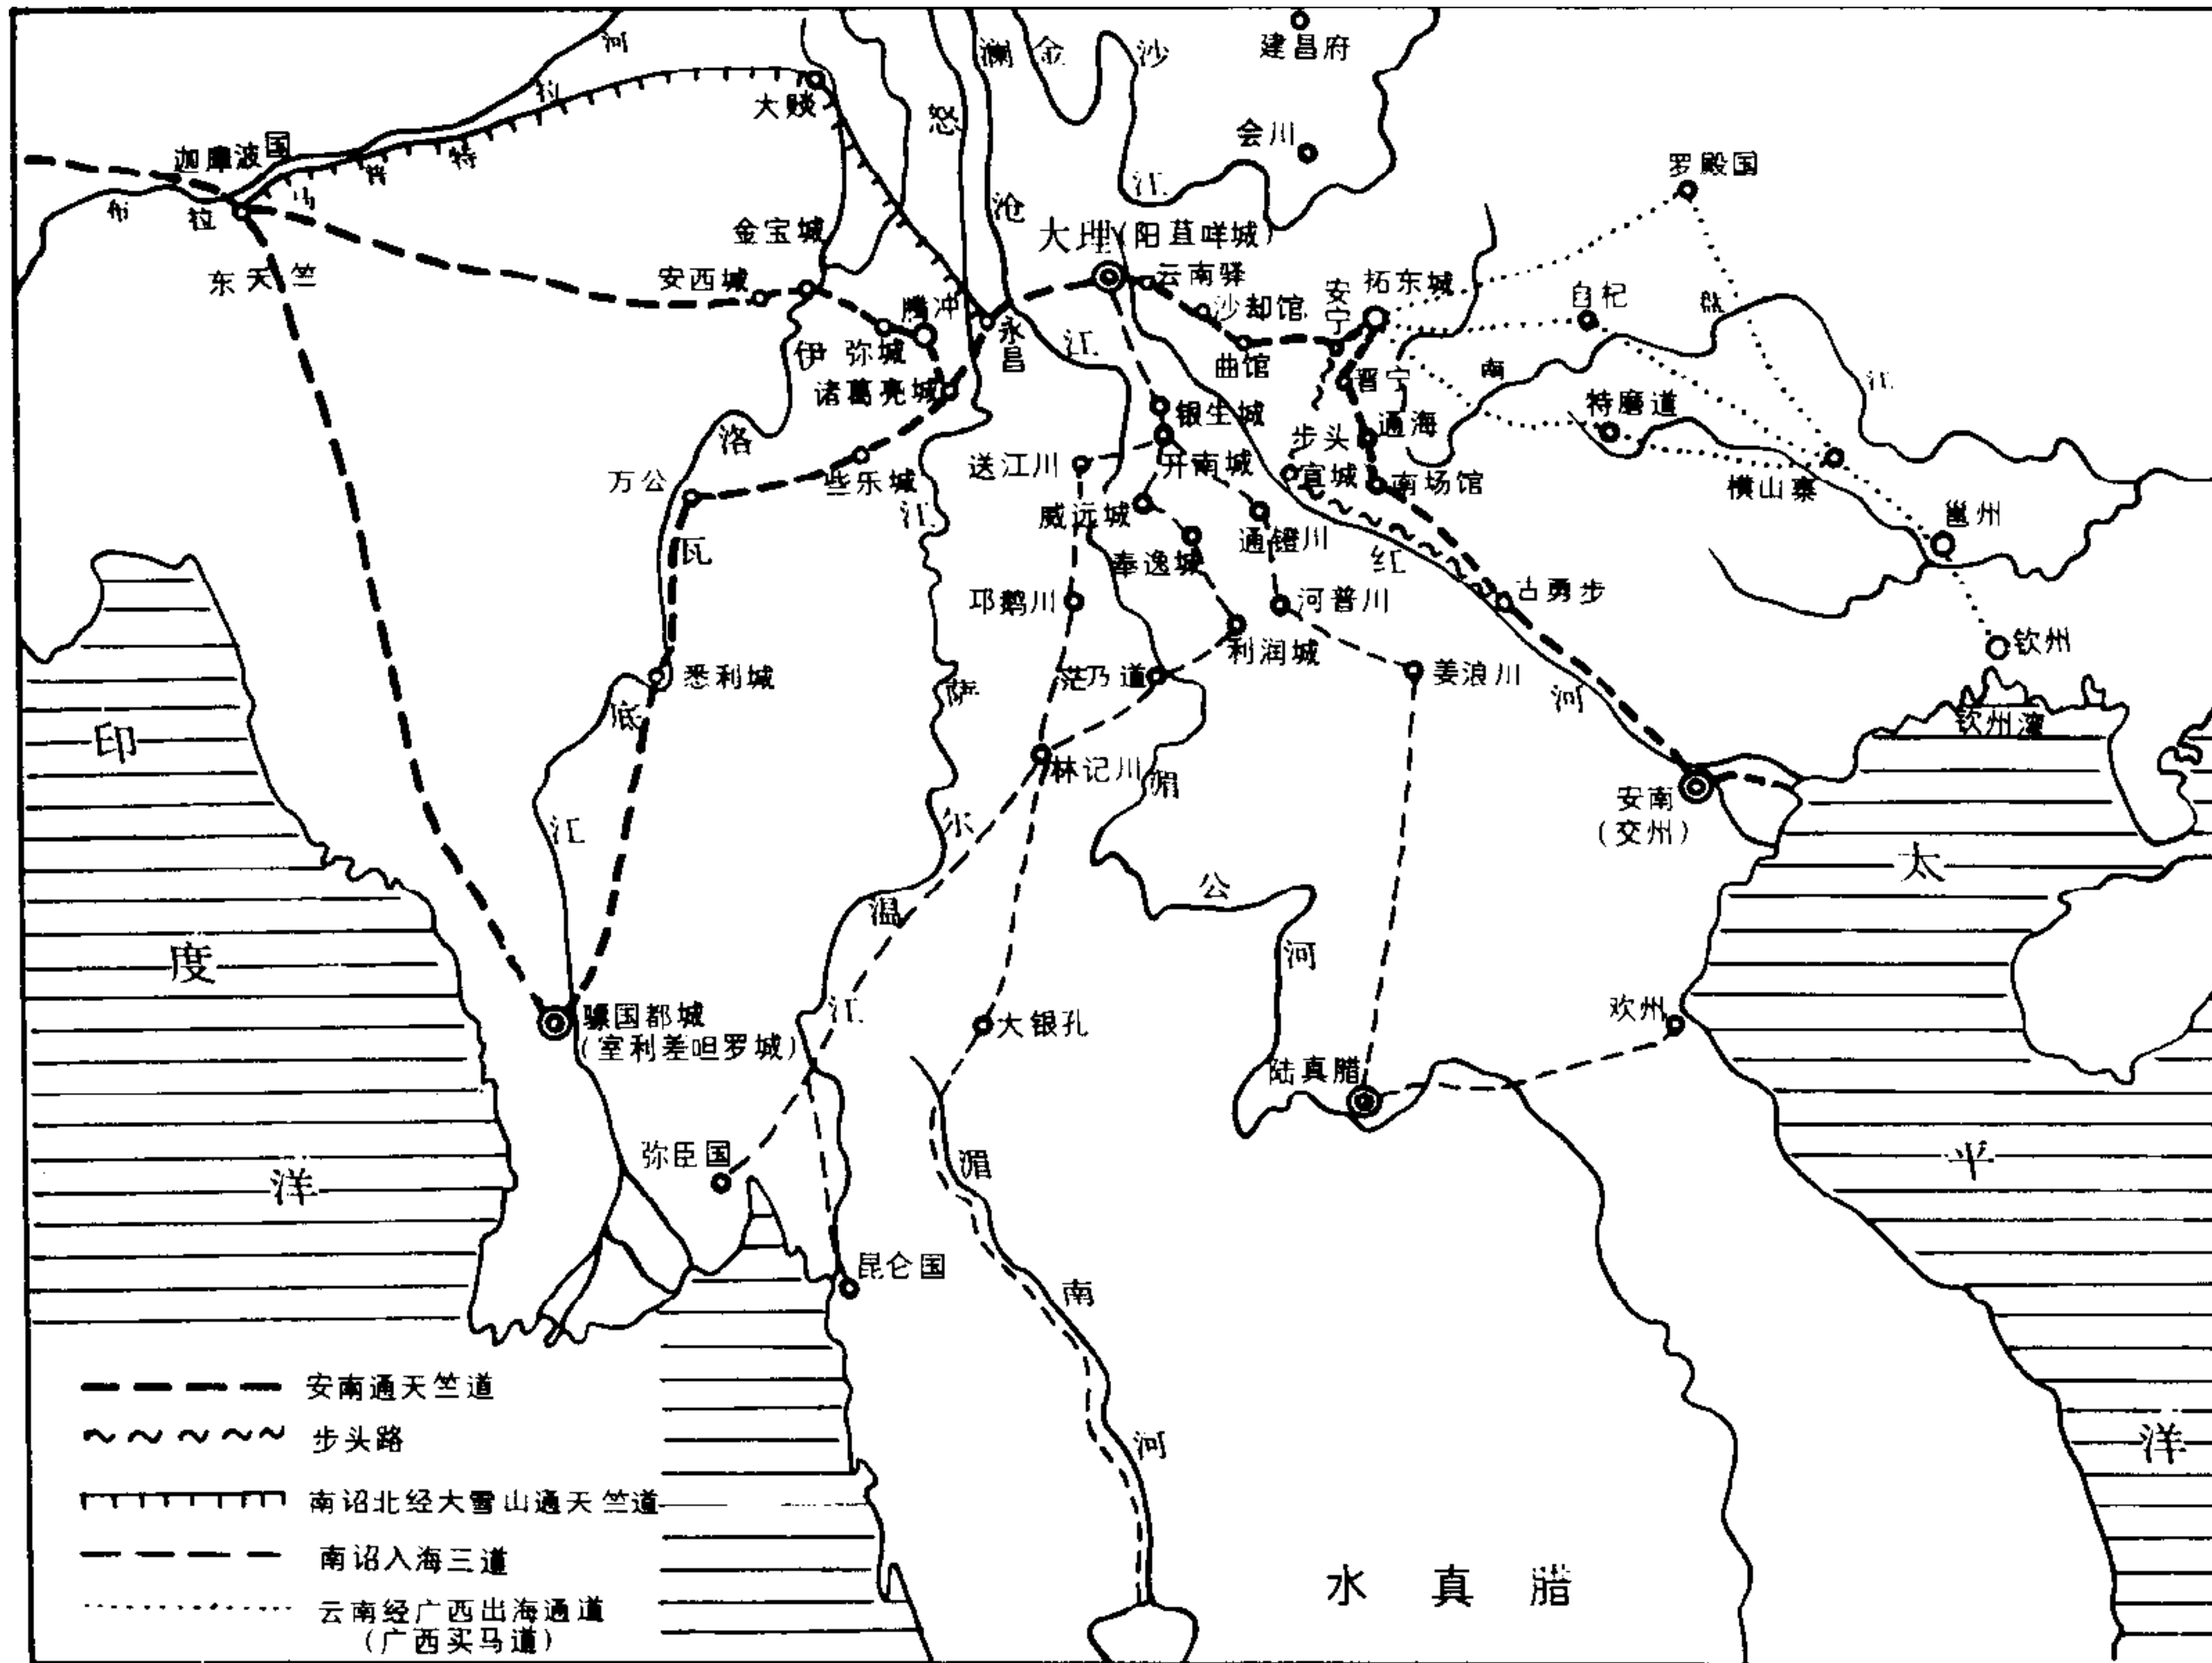 建昌府
会川
大赕
罗殿国
迦摩波国
东天竺
布拉马普特拉河
怒江
澜沧江
金沙江
金宝城
安西城
腾冲
永昌
弥城
诸葛亮城
些乐城
万公
伊洛瓦底江
悉利城
大理(阳苴咩城)
云南驿
沙却馆
曲馆
安宁
拓东城
晋宁
通海
步头
宣城
南场馆
自杞
南盘江
特磨道
横山寨
邕州
钦州
钦州湾
银生城
开南城
送江川
威远城
奉逸城
通镫川
河普川
利润城
姜浪川
邛鹅川
茫乃道
林记川
大银孔
古勇步
红河
安南
(交州)
欢州
陆真腊
萨尔温江
湄公河
骠国都城
(室利差呾罗城)
弥臣国
昆仑国
湄南河
水真腊
印度洋
太平洋
安南通天竺道
步头路
南诏北经大雪山通天竺道
南诏入海三道
云南经广西出海通道
(广西买马道)